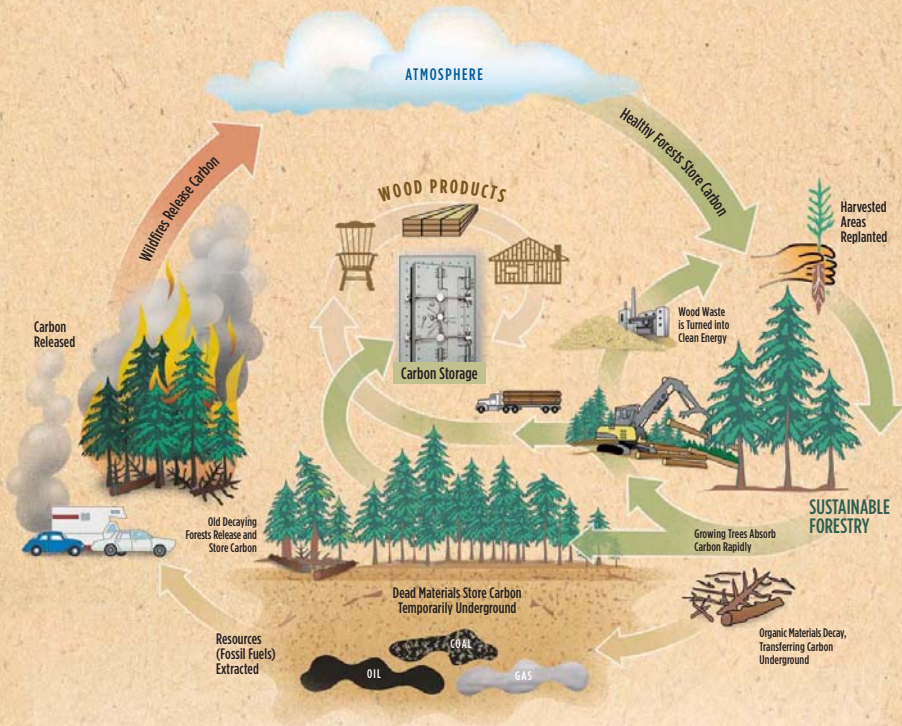 ATMOSPHERE
Wildfires Release Carbon
Healthy Forests Store Carbon
WOOD PRODUCTS
Harvested
Areas
Replanted
Carbon
Released
Wood Waste
is Turned into
Clean Energy
Carbon Storage
SUSTAINABLE
FORESTRY
Old Decaying
Forests Release and
Store Carbon
Growing Trees Absorb
Carbon Rapidly
Dead Materials Store Carbon
Temporarily Underground
Resources
(Fossil Fuels)
Extracted
COAL
OIL
GAS
Organic Materials Decay,
Transferring Carbon
Underground